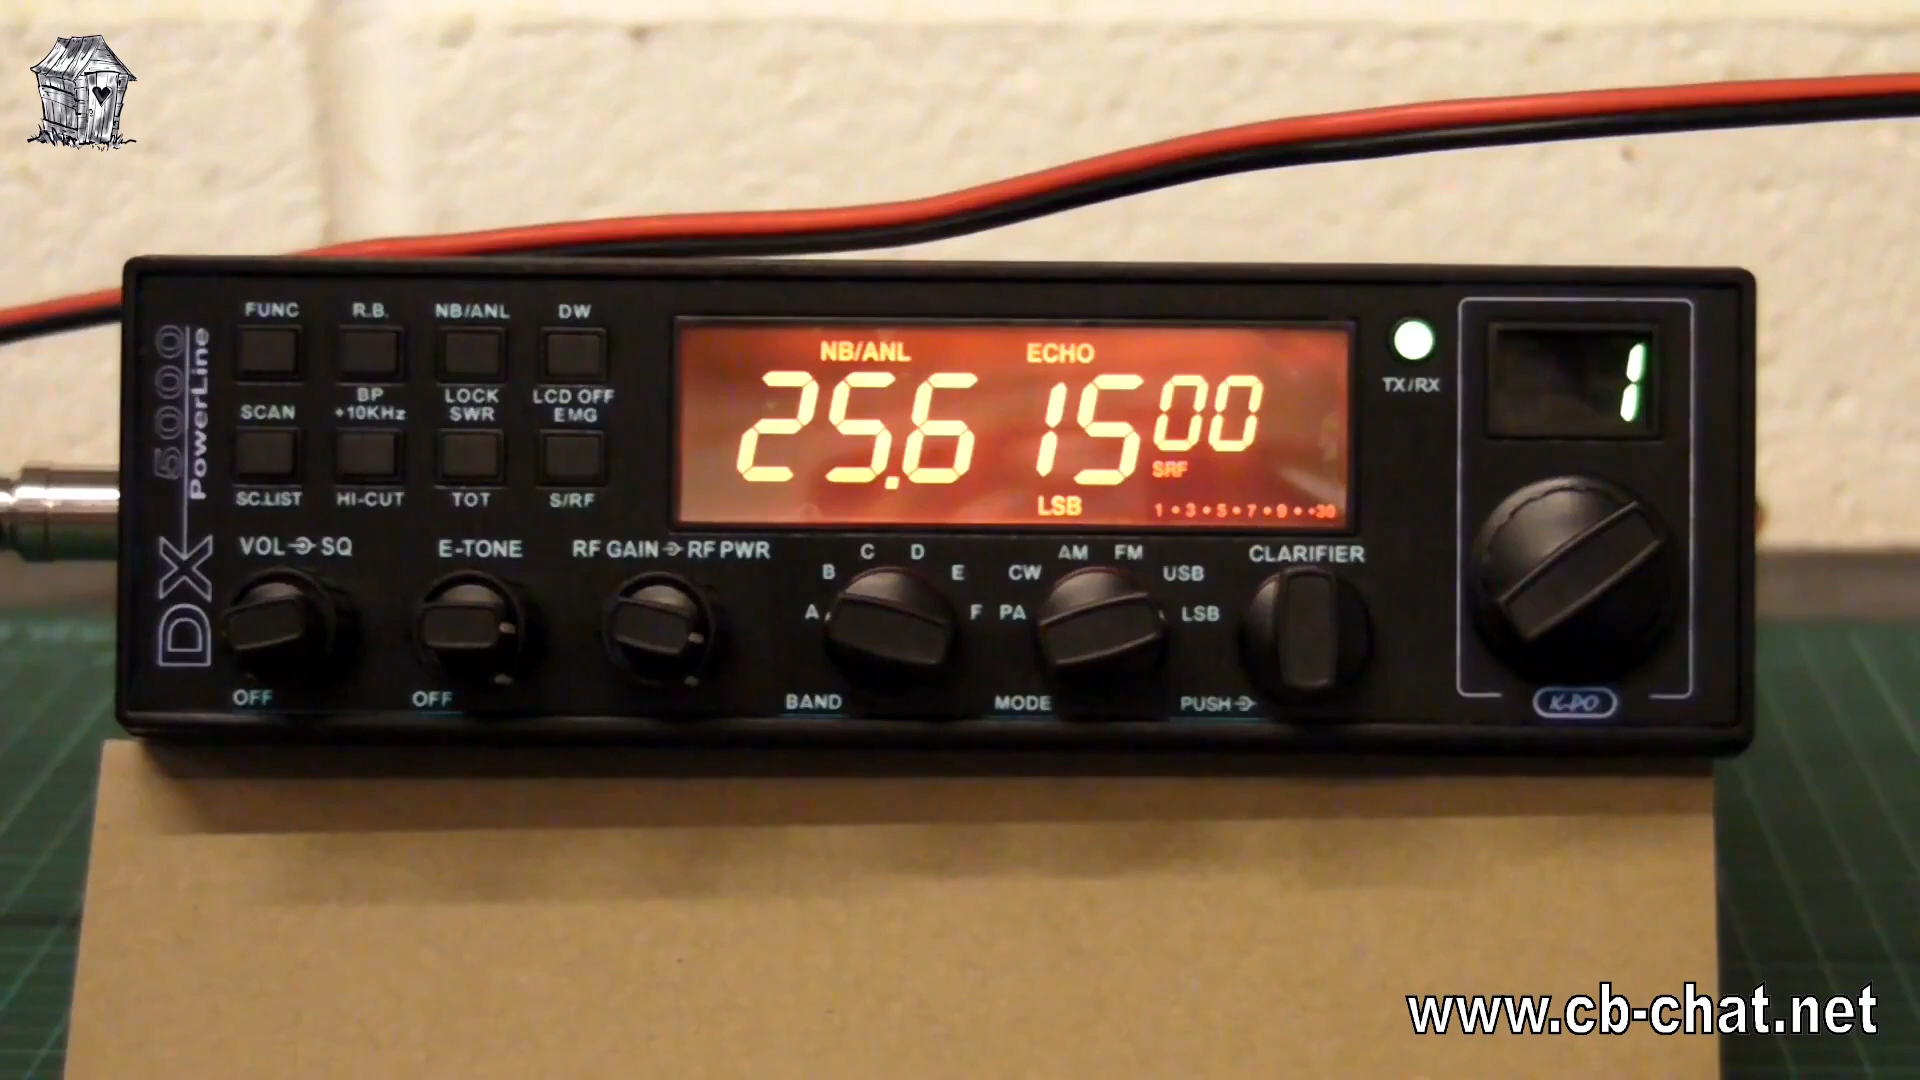 FUNC R.B. NB/ANL DW
BP LOCK LCD OFF
SCAN +10KHz SWR EMG
SC.LIST HI-CUT TOT S/RF
DX 5000
PowerLine
NB/ANL ECHO
25.61500
SRF
LSB 1•3•5•7•9•+30
TX/RX
1
VOL SQ E-TONE RF GAIN RF PWR
A B C D E F
PA CW AM FM USB LSB
CLARIFIER
OFF OFF BAND MODE PUSH
K-PO
www.cb-chat.net